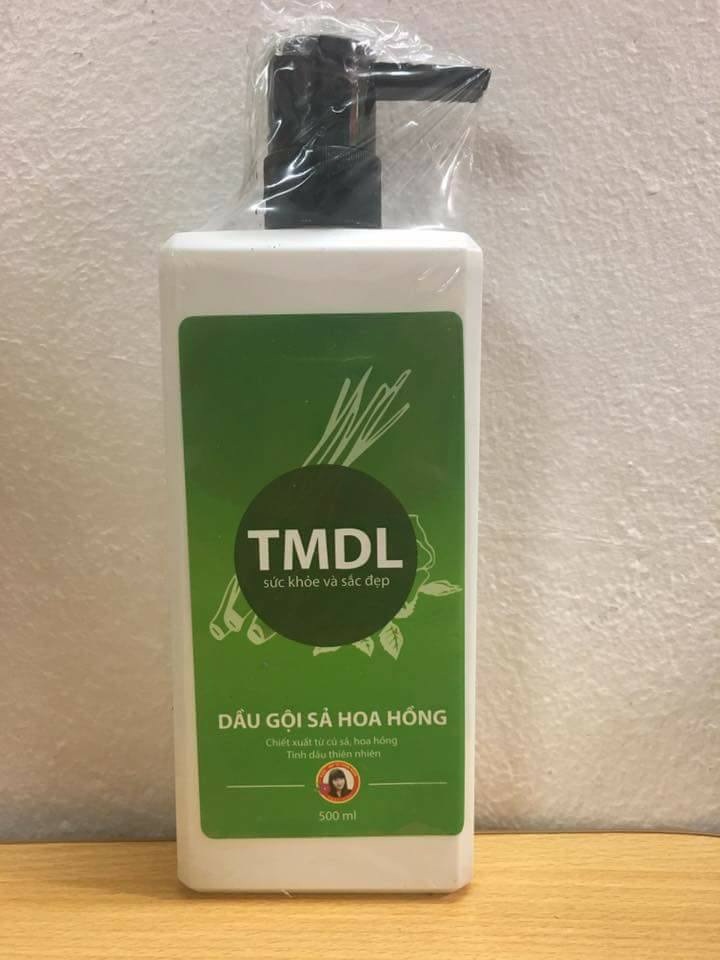 TMDL
sức khỏe và sắc đẹp
DẦU GỘI SẢ HOA HỒNG
Chiết xuất từ củ sả, hoa hồng
Tinh dầu thiên nhiên
500 ml